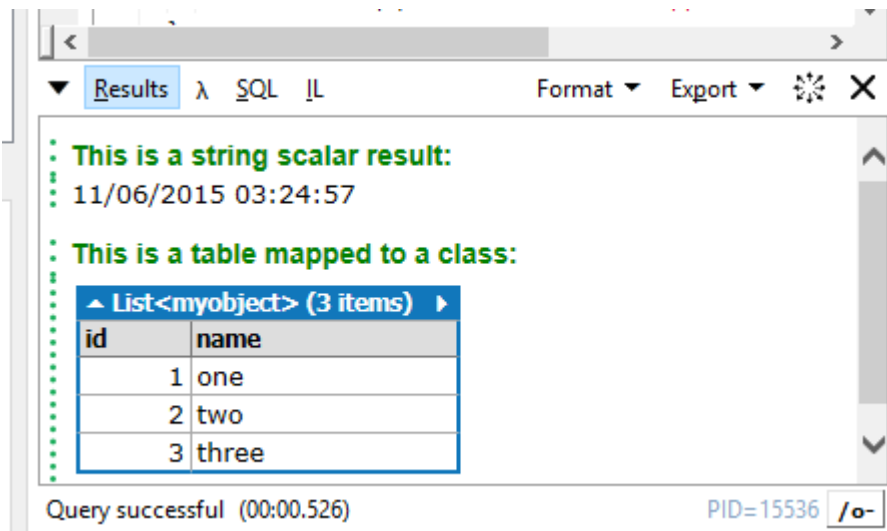 Results λ SQL IL Format Export
This is a string scalar result:
11/06/2015 03:24:57
This is a table mapped to a class:
List<myobject> (3 items)
id name
1 one
2 two
3 three
Query successful (00:00.526) PID=15536 /o-